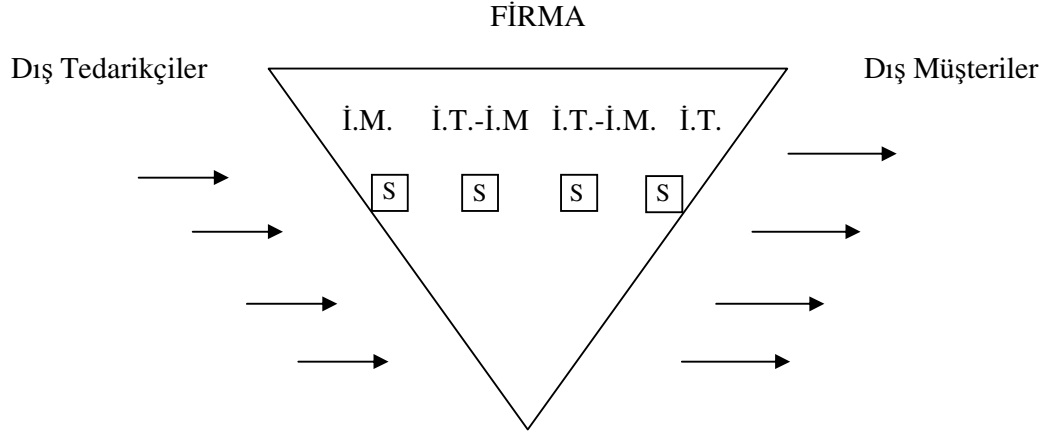 FİRMA
Dış Tedarikçiler Dış Müşteriler
İ.M. İ.T.-İ.M İ.T.-İ.M. İ.T.
S S S S